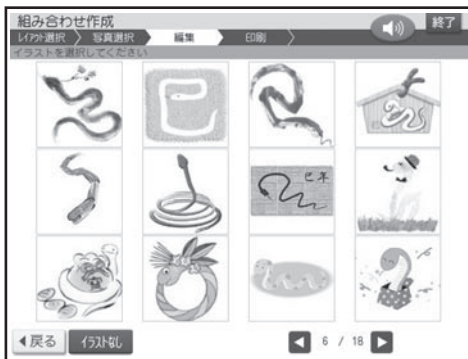 組み合わせ作成
終了
レイアウト選択
写真選択
編集
印刷
イラストを選択してください
巳年
戻る
イラストなし
6 / 18